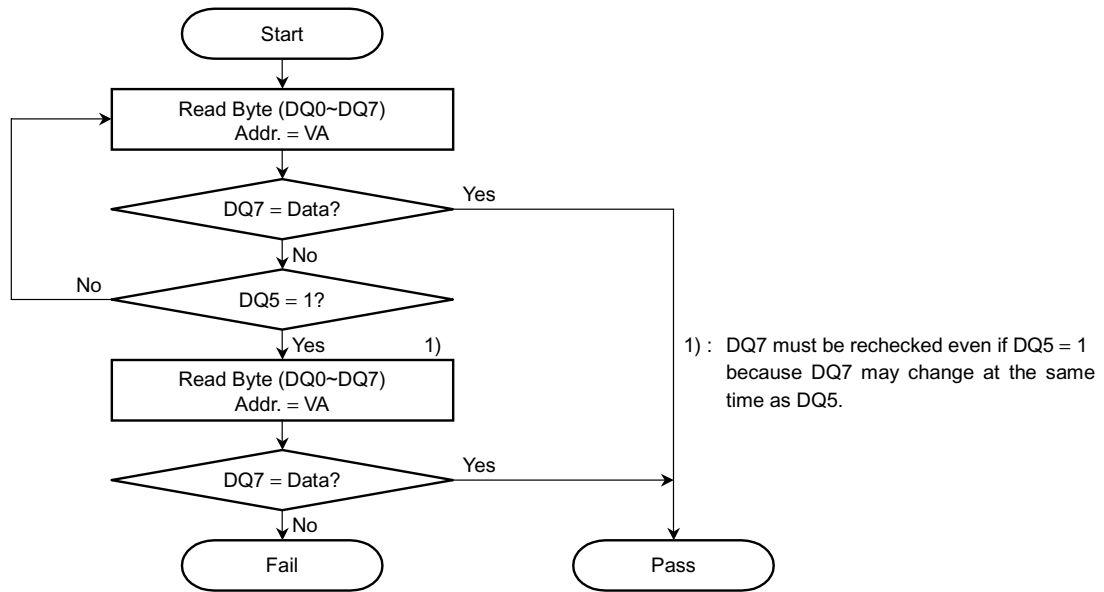 Start
Read Byte (DQ0~DQ7)
Addr. = VA
DQ7 = Data?
Yes
No
No
DQ5 = 1?
Yes
1)
Read Byte (DQ0~DQ7)
Addr. = VA
1) : DQ7 must be rechecked even if DQ5 = 1
because DQ7 may change at the same
time as DQ5.
DQ7 = Data?
Yes
No
Fail
Pass